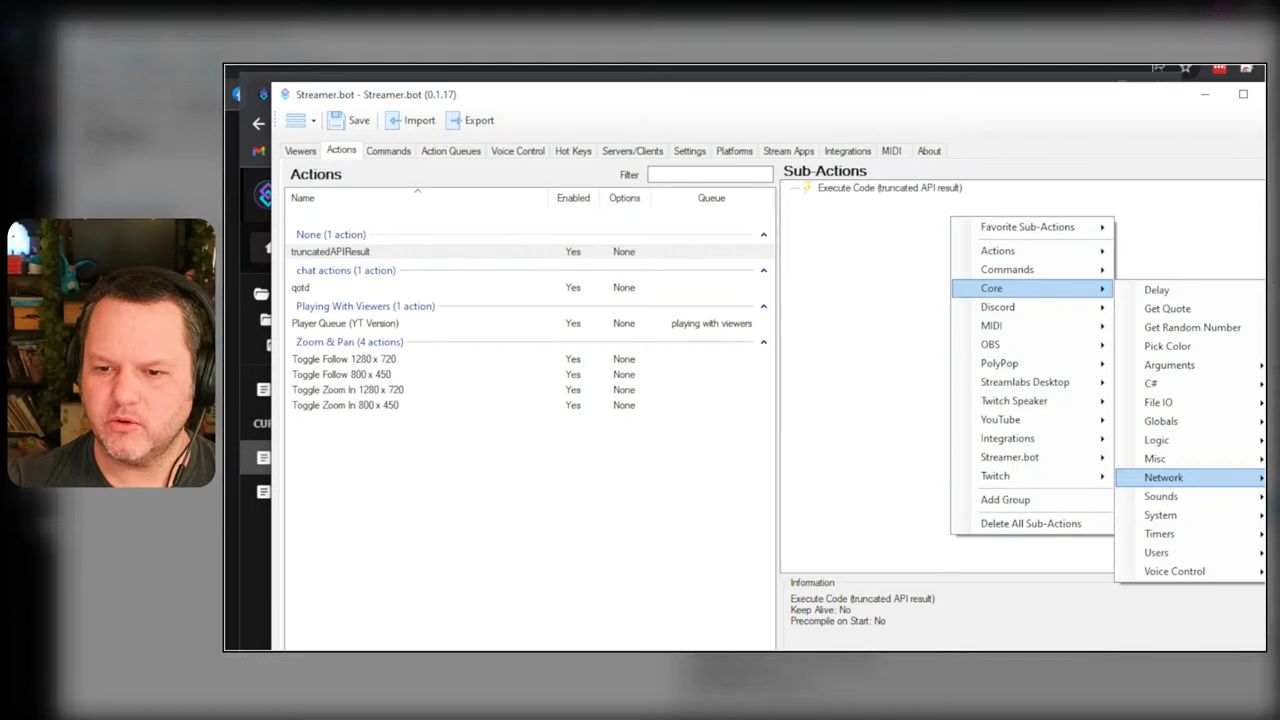 Streamer.bot - Streamer.bot (0.1.17)
Save Import Export
Viewers Actions Commands Action Queues Voice Control Hot Keys Servers/Clients Settings Platforms Stream Apps Integrations MIDI About
Actions
Filter
Name Enabled Options Queue
None (1 action)
truncatedAPIResult Yes None
chat actions (1 action)
qotd Yes None
Playing With Viewers (1 action)
Player Queue (YT Version) Yes None playing with viewers
Zoom & Pan (4 actions)
Toggle Follow 1280 x 720 Yes None
Toggle Follow 800 x 450 Yes None
Toggle Zoom In 1280 x 720 Yes None
Toggle Zoom In 800 x 450 Yes None
Sub-Actions
Execute Code (truncated API result)
Favorite Sub-Actions
Actions
Commands
Core
Discord
MIDI
OBS
PolyPop
Streamlabs Desktop
Twitch Speaker
YouTube
Integrations
Streamer.bot
Twitch
Add Group
Delete All Sub-Actions
Delay
Get Quote
Get Random Number
Pick Color
Arguments
C#
File IO
Globals
Logic
Misc
Network
Sounds
System
Timers
Users
Voice Control
Information
Execute Code (truncated API result)
Keep Alive: No
Precompile on Start: No
CU